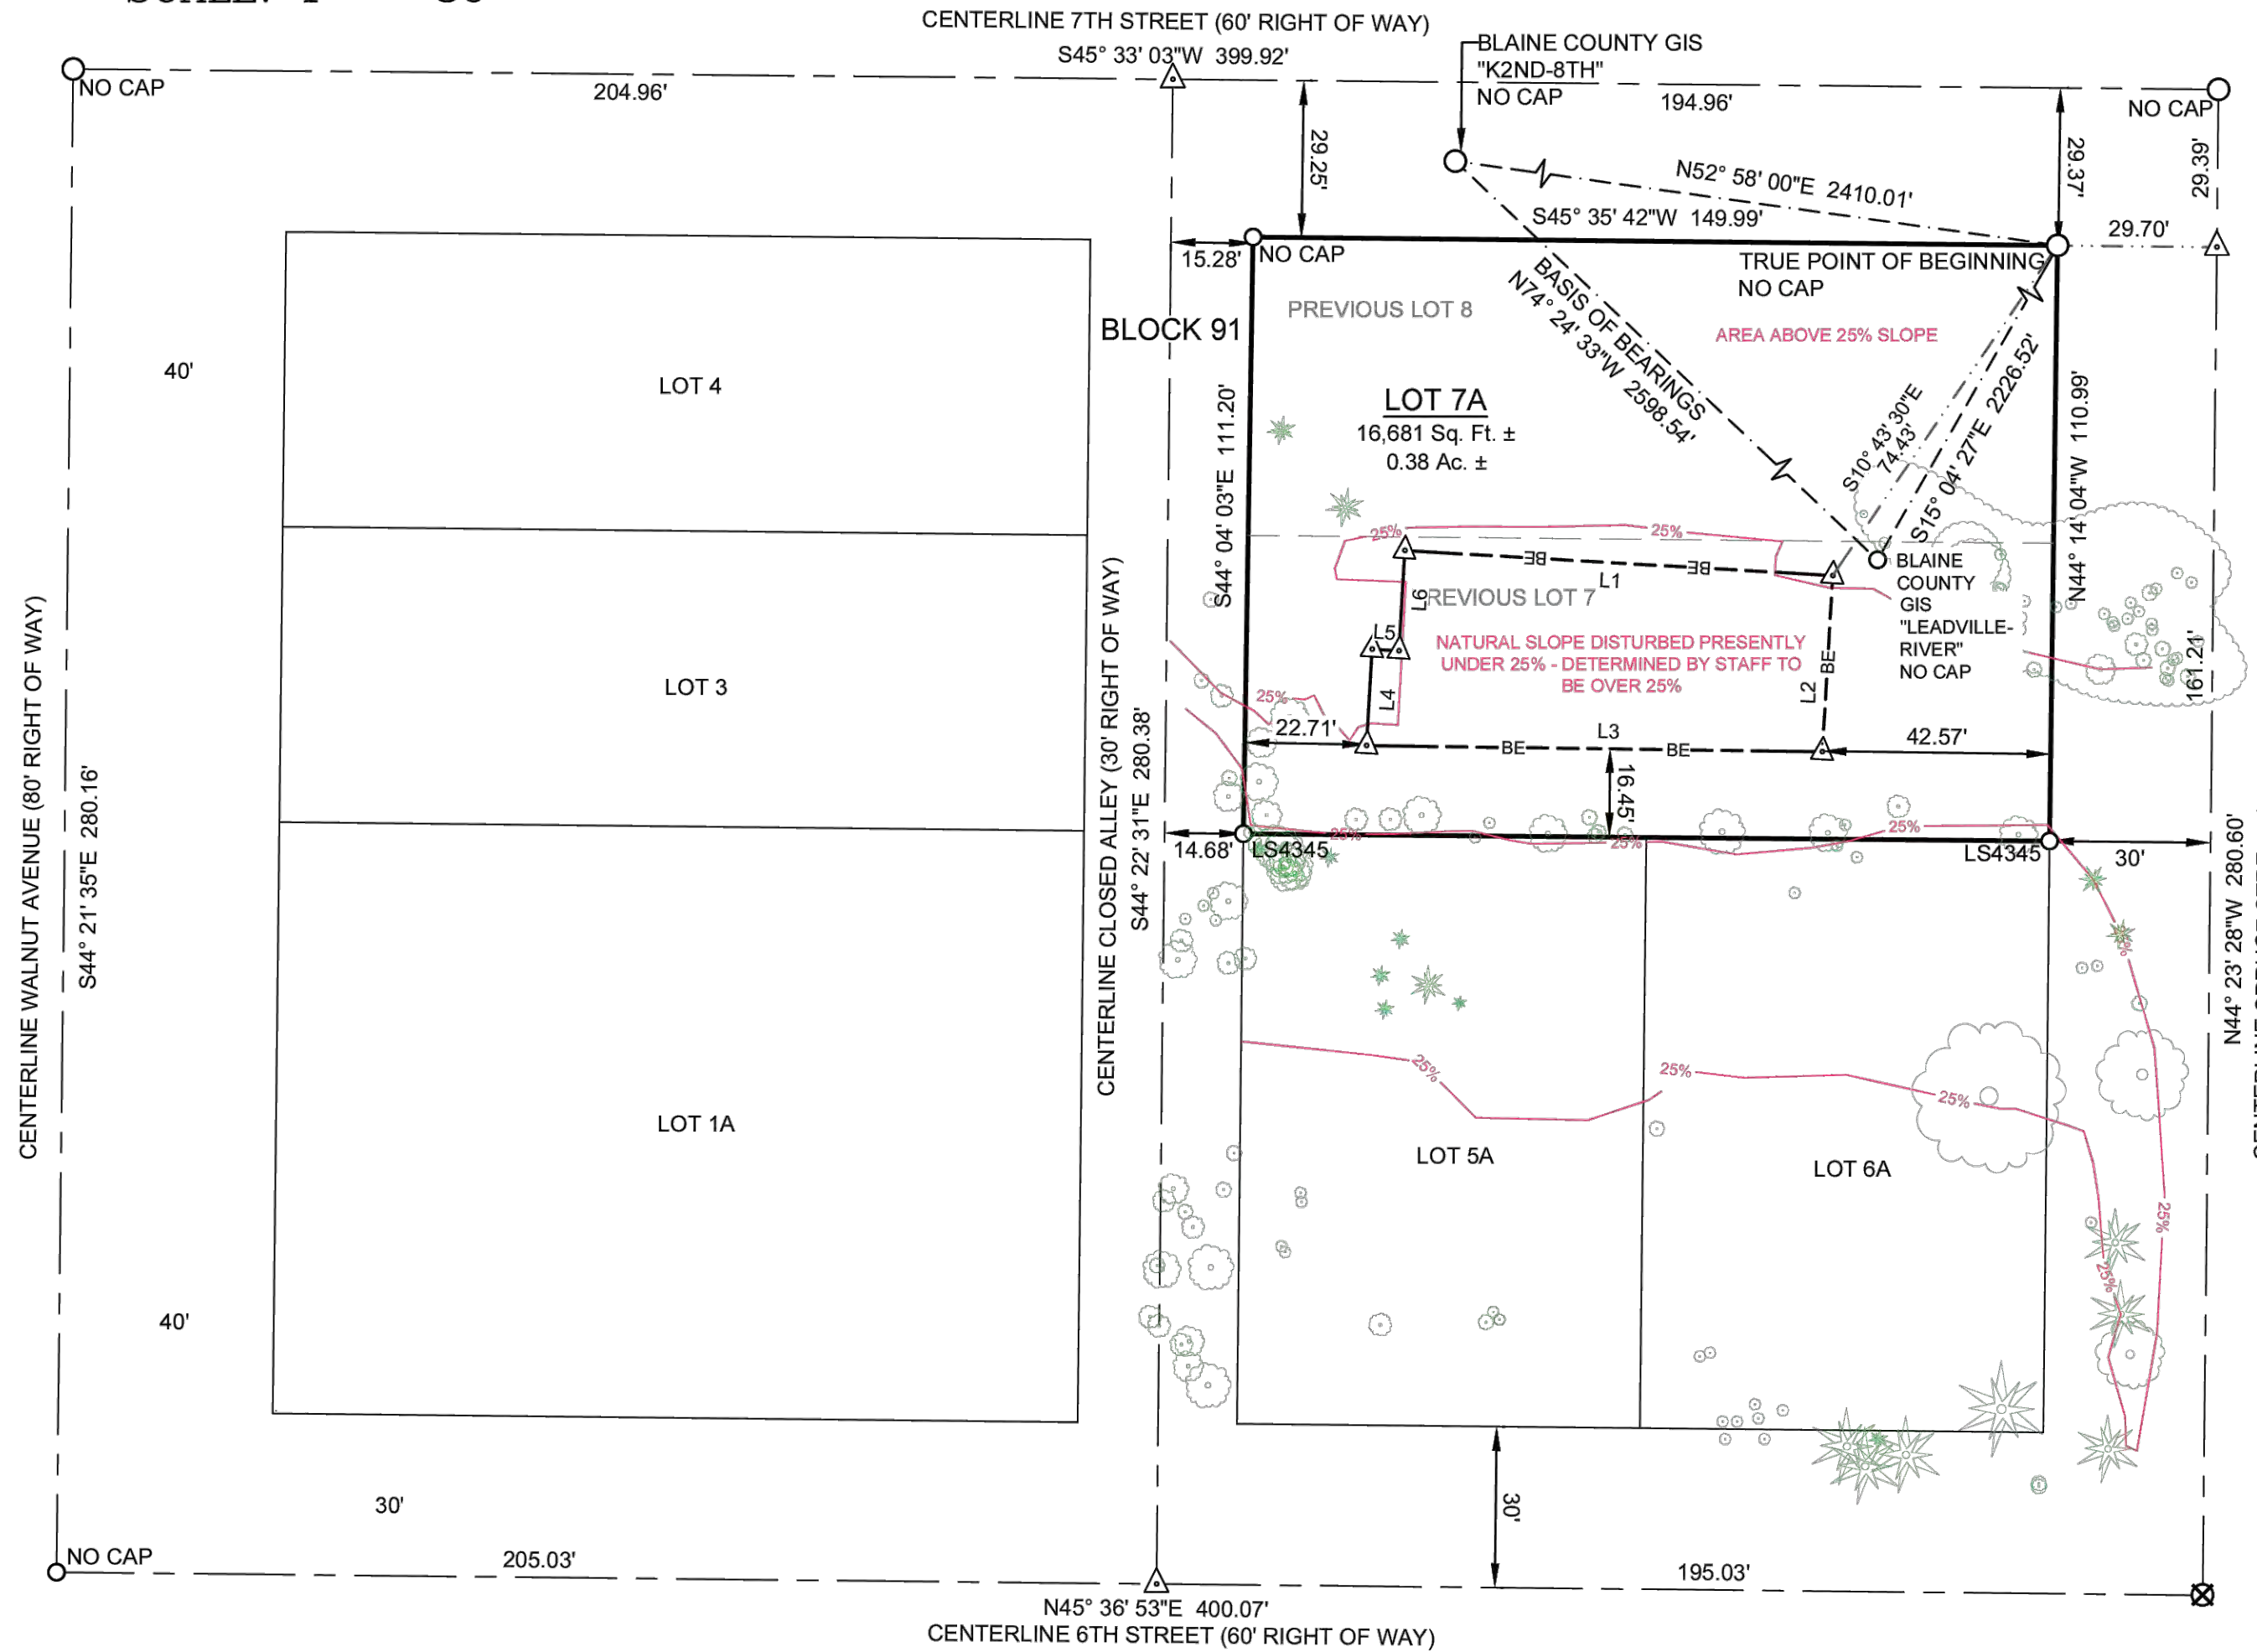 CENTERLINE 7TH STREET (60' RIGHT OF WAY)
S45° 33' 03"W 399.92'
BLAINE COUNTY GIS
"K2ND-8TH"
NO CAP
NO CAP
204.96'
194.96'
NO CAP
29.25'
29.37'
29.39'
N52° 58' 00"E 2410.01'
S45° 35' 42"W 149.99'
29.70'
15.28'
NO CAP
TRUE POINT OF BEGINNING
NO CAP
PREVIOUS LOT 8
BLOCK 91
AREA ABOVE 25% SLOPE
BASIS OF BEARINGS
N74° 24' 33"W 2598.54'
40'
LOT 4
LOT 7A
16,681 Sq. Ft. ±
0.38 Ac. ±
S44° 04' 03"E 111.20'
S10° 43' 30"E
74.43'
S15° 04' 27"E 2226.52'
N44° 14' 04"W 110.99'
25%
25%
BE
BE
L1
BLAINE
COUNTY
GIS
"LEADVILLE-
RIVER"
NO CAP
L6
REVIOUS LOT 7
L5
NATURAL SLOPE DISTURBED PRESENTLY
UNDER 25% - DETERMINED BY STAFF TO
BE OVER 25%
BE
L2
L4
161.24'
LOT 3
25%
22.71'
L3
BE
BE
42.57'
16.45'
CENTERLINE WALNUT AVENUE (80' RIGHT OF WAY)
S44° 21' 35"E 280.16'
CENTERLINE CLOSED ALLEY (30' RIGHT OF WAY)
S44° 22' 31"E 280.38'
14.68'
LS4345
25%
25%
25%
LS4345
30'
N44° 23' 28"W 280.60'
25%
25%
25%
25%
LOT 1A
LOT 5A
LOT 6A
25%
25%
40'
30'
30'
NO CAP
205.03'
195.03'
N45° 36' 53"E 400.07'
CENTERLINE 6TH STREET (60' RIGHT OF WAY)